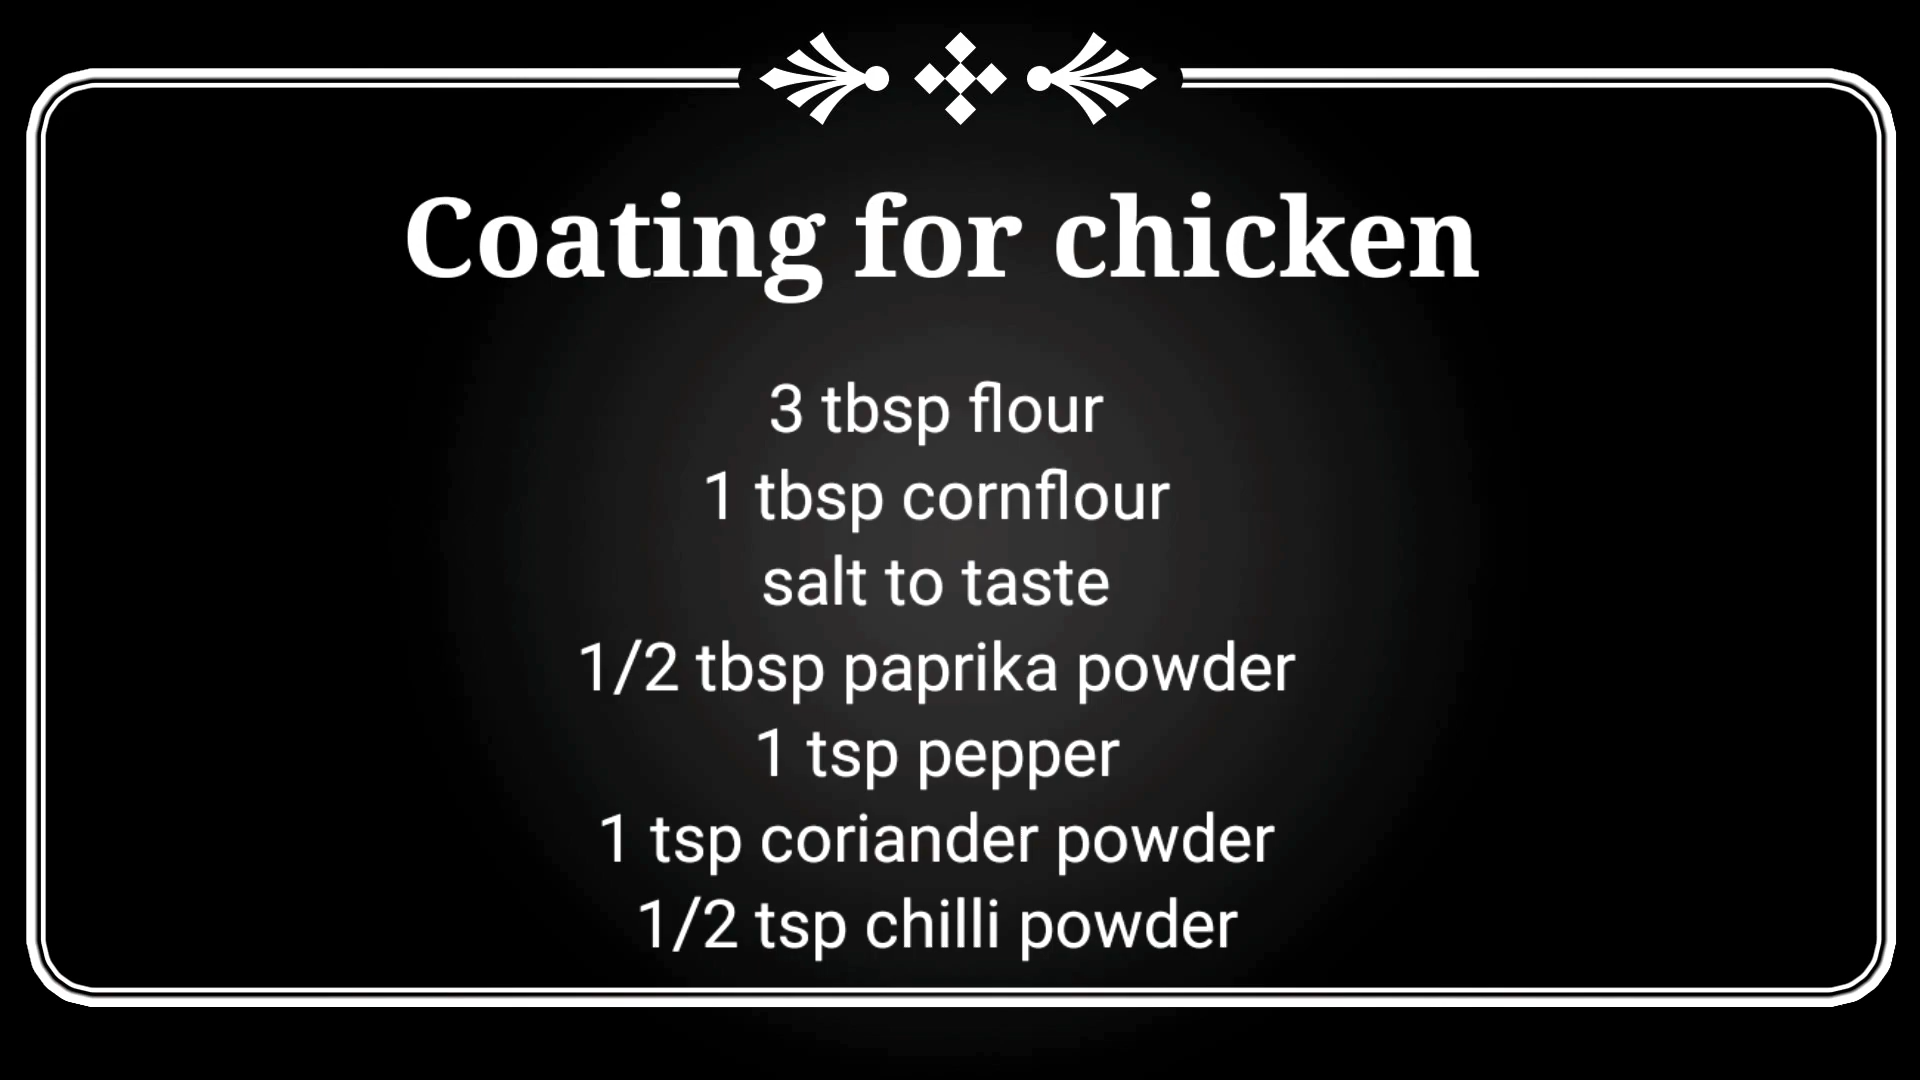 Coating for chicken
3 tbsp flour
1 tbsp cornflour
salt to taste
1/2 tbsp paprika powder
1 tsp pepper
1 tsp coriander powder
1/2 tsp chilli powder